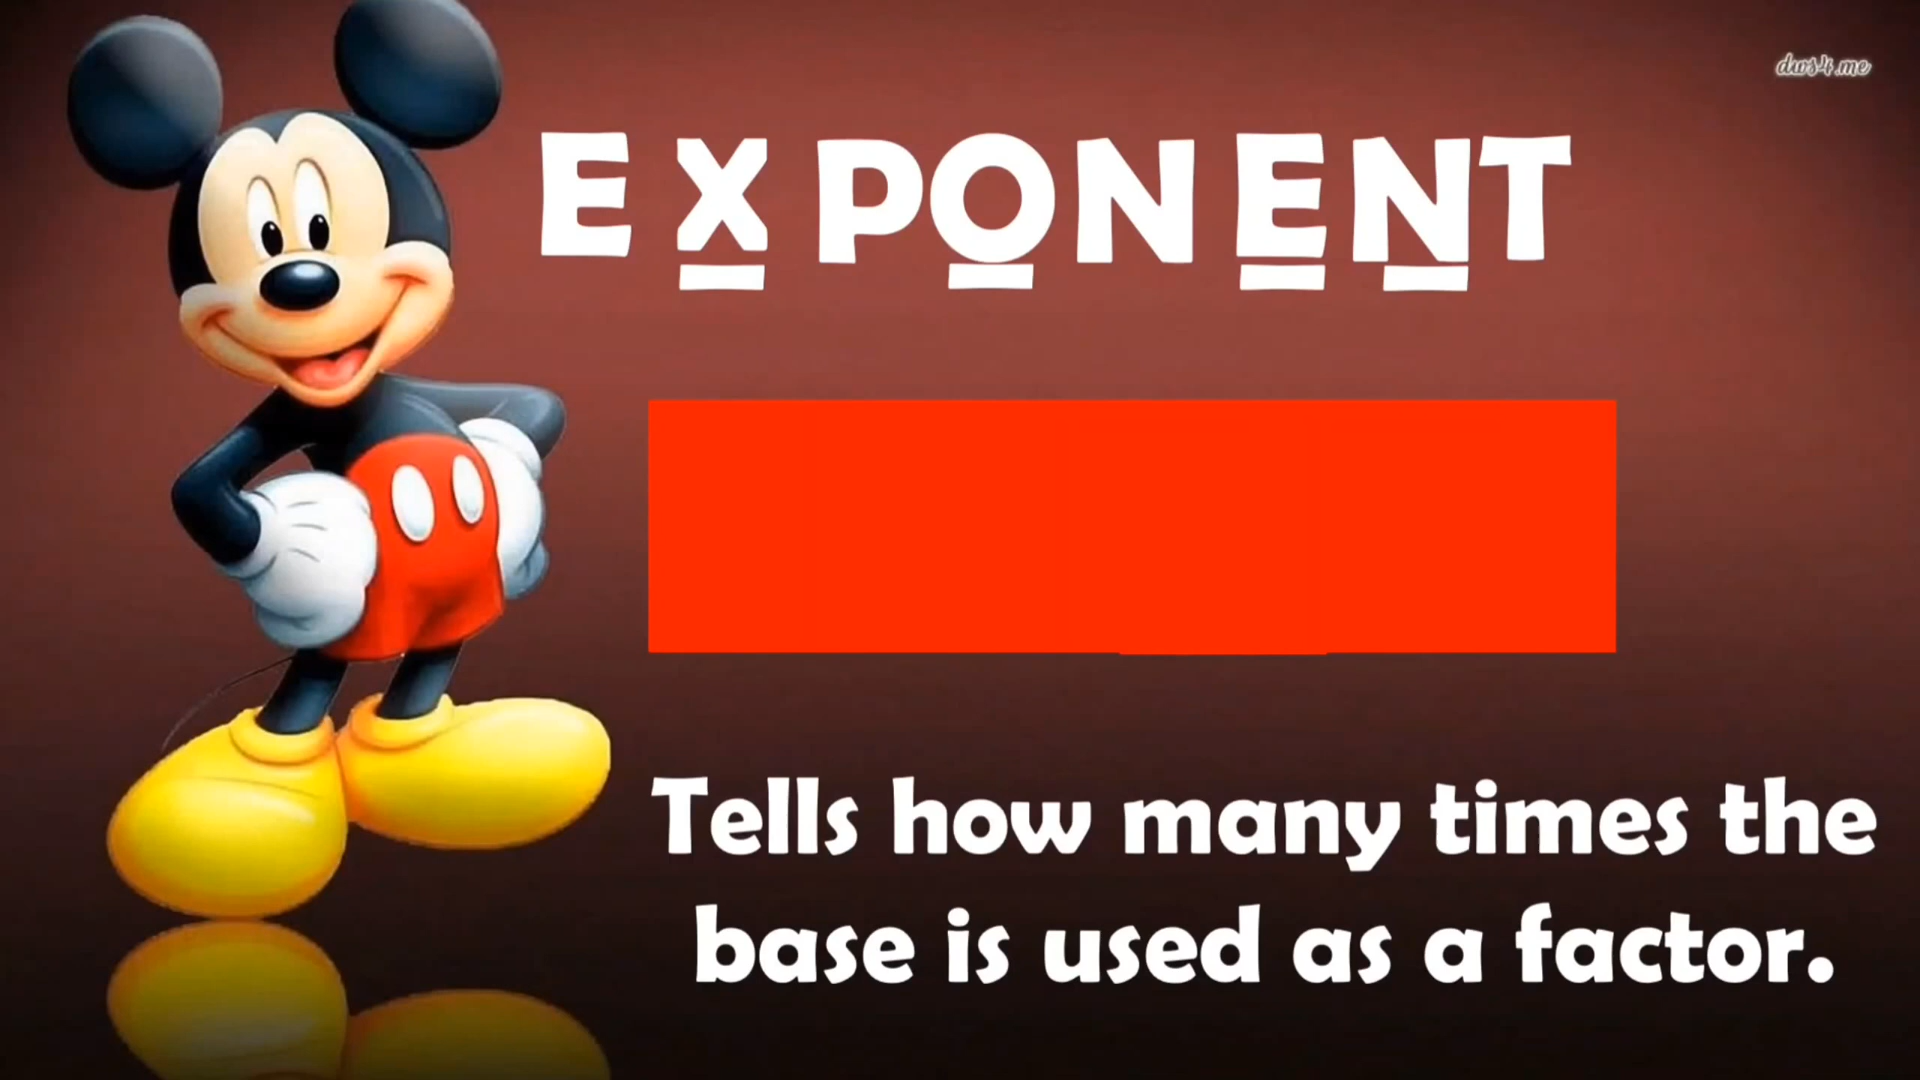 dws4.me
EXPONENT
Tells how many times the
base is used as a factor.